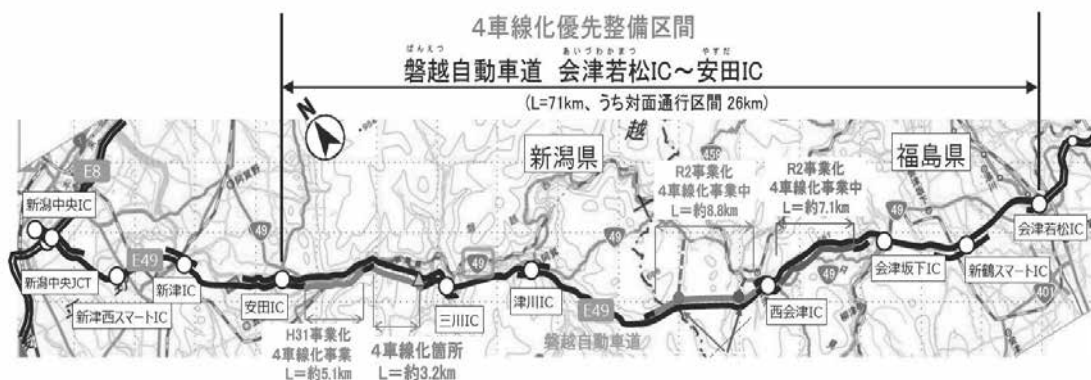 4車線化優先整備区間
ばんえつ あいづわかまつ やすだ
磐越自動車道 会津若松IC～安田IC
(L=71km、うち対面通行区間 26km)
N
越
新潟県
福島県
459
R2事業化
4車線化事業中
L=約8.8km
R2事業化
4車線化事業中
L=約7.1km
E8
阿賀野
新潟中央IC
49
49
会津若松IC
E49
49
会津坂下IC
新潟中央JCT
新津IC
安田IC
津川IC
49
新鶴スマートIC
新津西スマートIC
三川IC
E49
西会津IC
401
H31事業化
4車線化事業
L=約5.1km
4車線化箇所
L=約3.2km
磐越自動車道